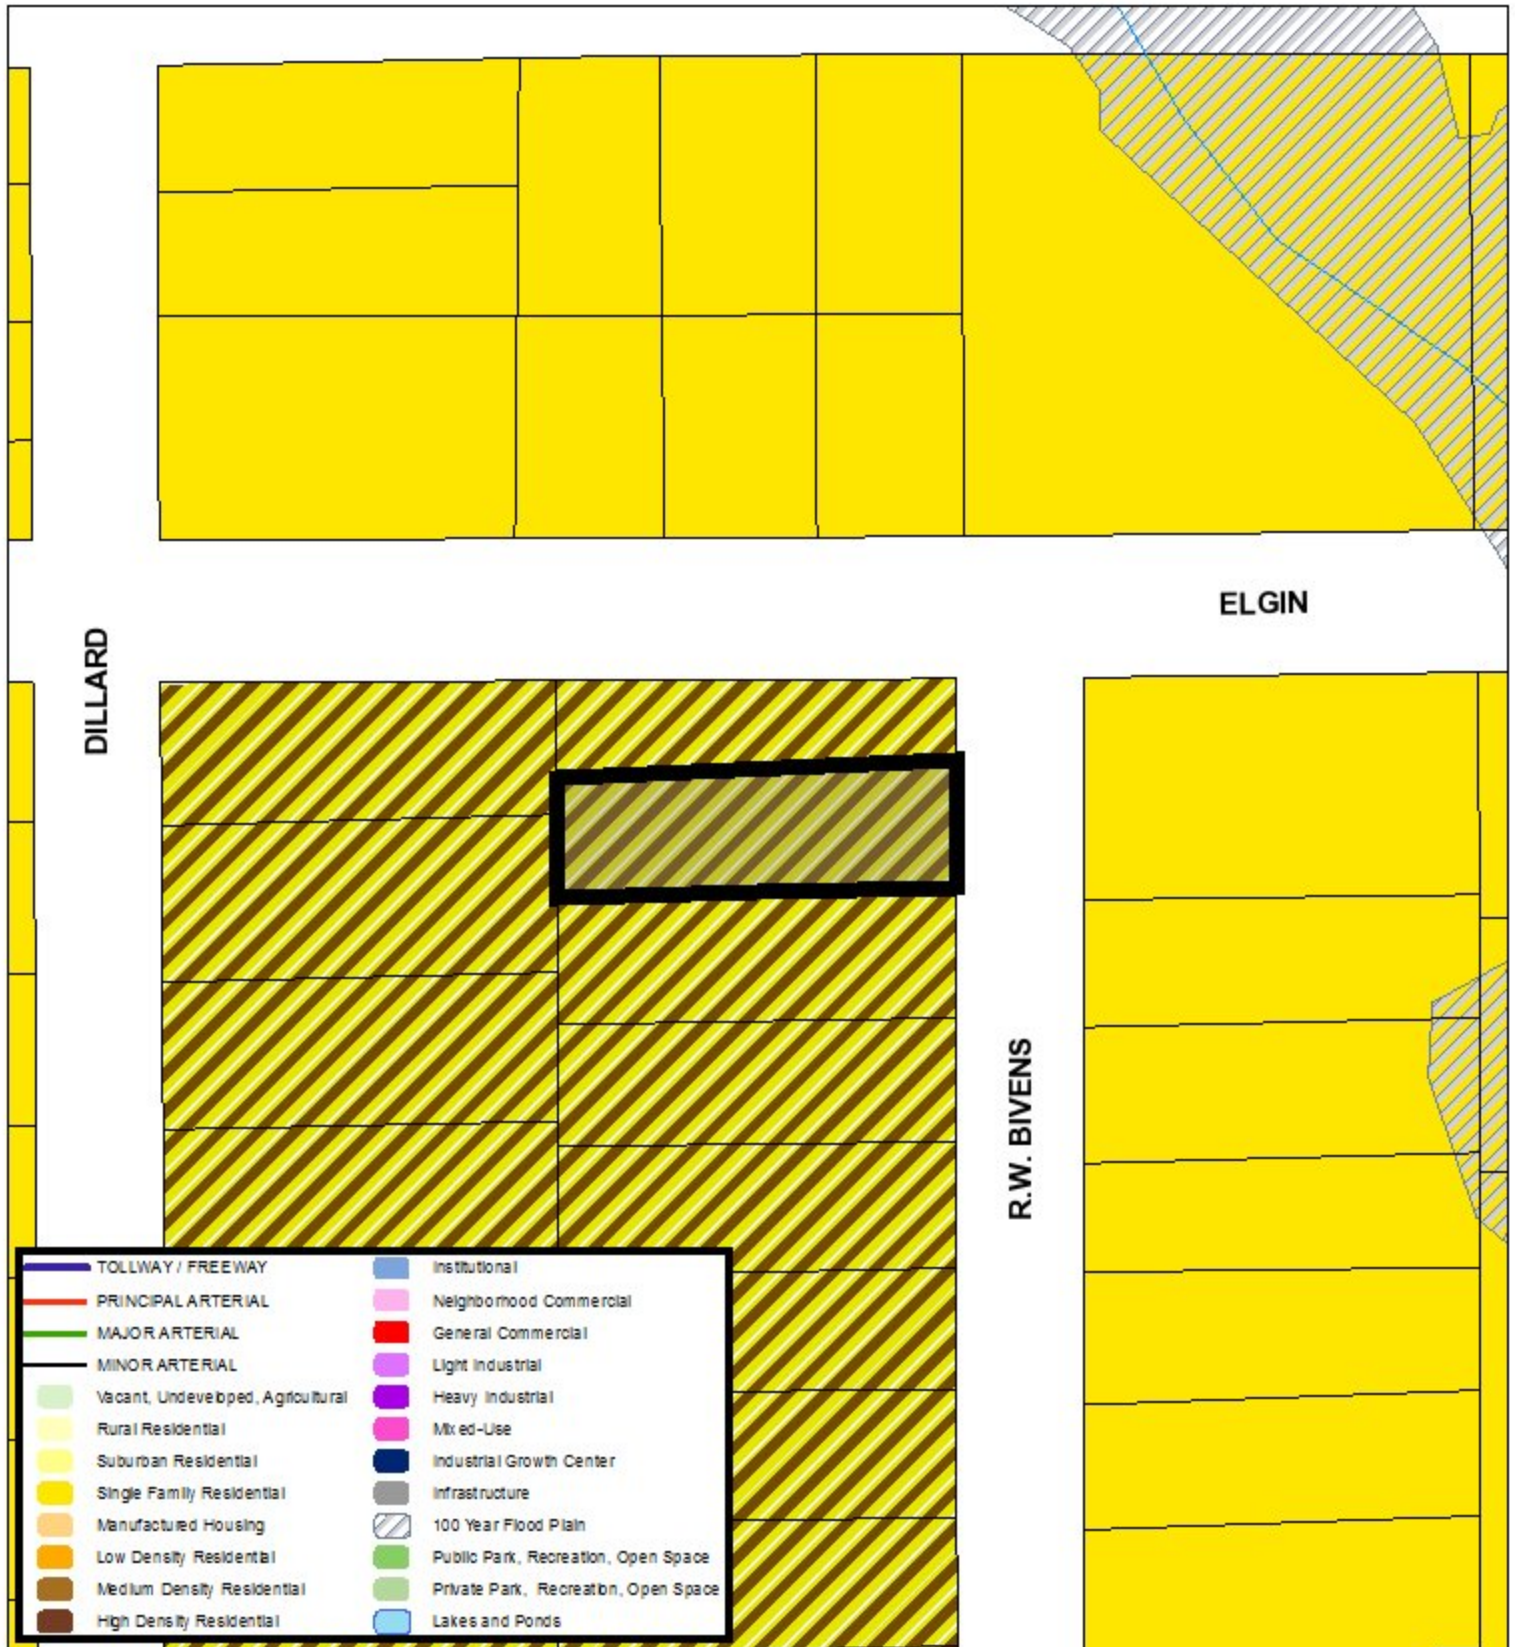 ELGIN
DILLARD
R.W. BIVENS
TOLLWAY / FREEWAY
PRINCIPAL ARTERIAL
MAJOR ARTERIAL
MINOR ARTERIAL
Vacant, Undeveloped, Agricultural
Rural Residential
Suburban Residential
Single Family Residential
Manufactured Housing
Low Density Residential
Medium Density Residential
High Density Residential
Institutional
Neighborhood Commercial
General Commercial
Light Industrial
Heavy Industrial
Mixed-Use
Industrial Growth Center
Infrastructure
100 Year Flood Plain
Public Park, Recreation, Open Space
Private Park, Recreation, Open Space
Lakes and Ponds